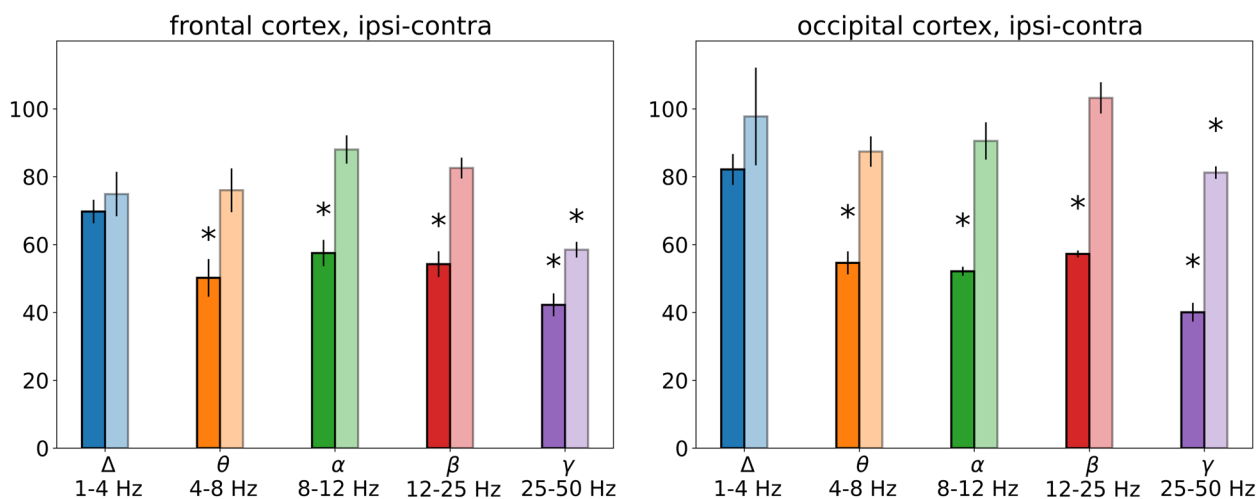 frontal cortex, ipsi-contra
100
80
60
40
20
0
* * * * *
Δ θ α β γ
1-4 Hz 4-8 Hz 8-12 Hz 12-25 Hz 25-50 Hz
occipital cortex, ipsi-contra
100
80
60
40
20
0
* * * * *
Δ θ α β γ
1-4 Hz 4-8 Hz 8-12 Hz 12-25 Hz 25-50 Hz